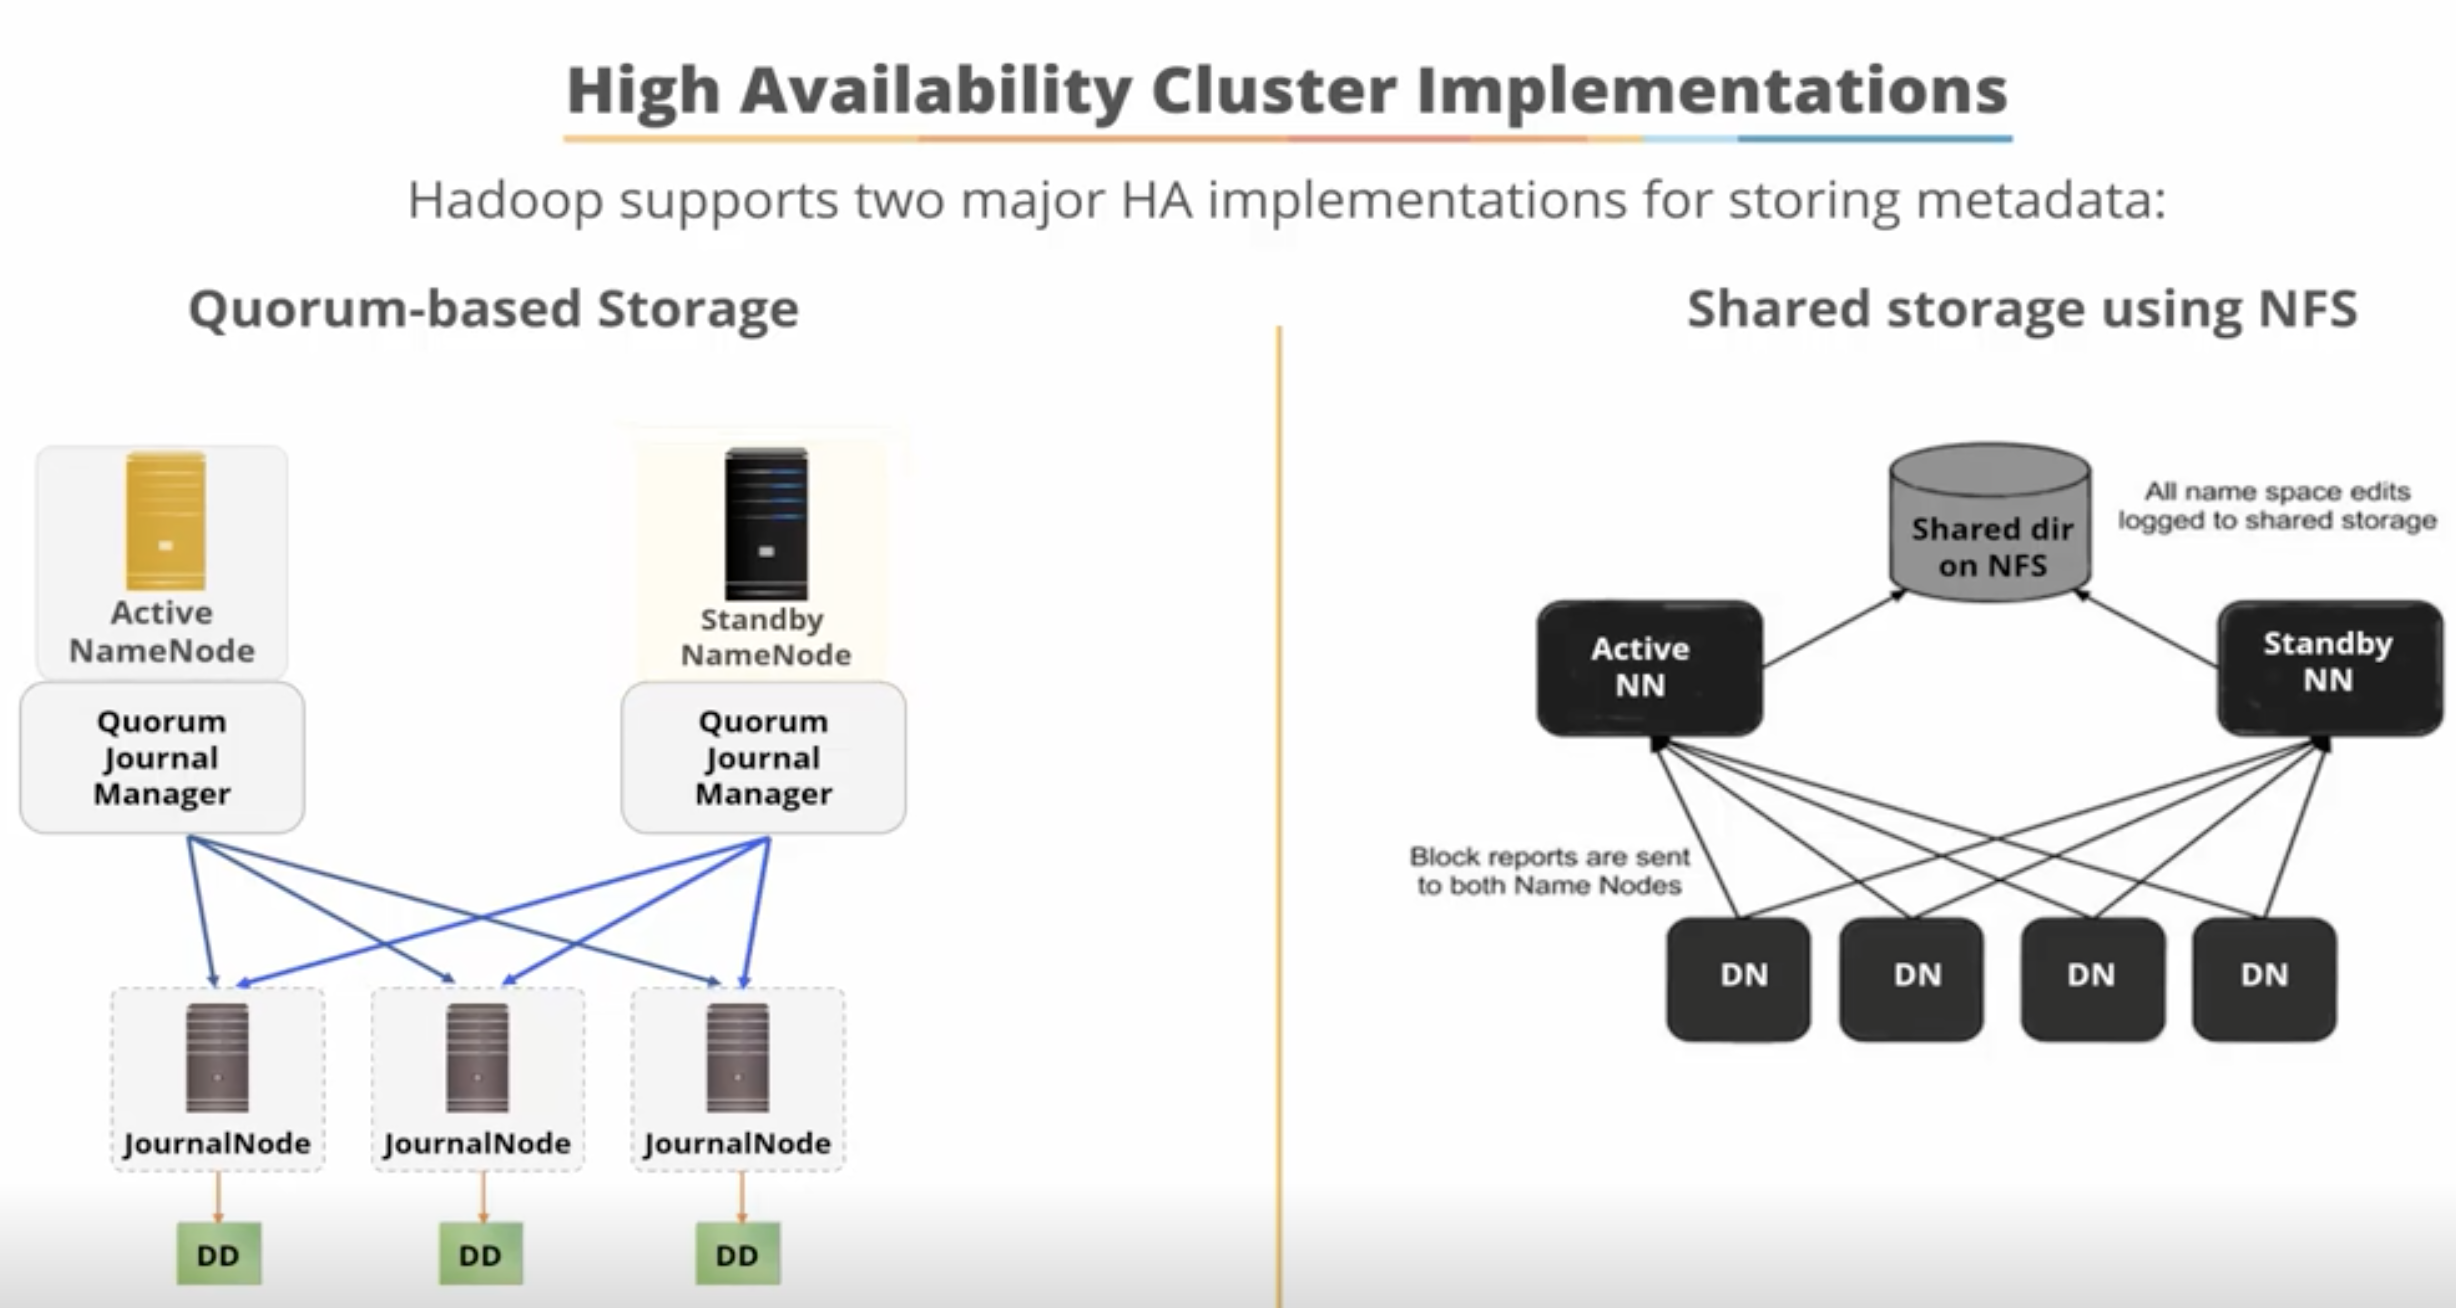 High Availability Cluster Implementations
Hadoop supports two major HA implementations for storing metadata:
Quorum-based Storage
Active
NameNode
Standby
NameNode
Quorum
Journal
Manager
Quorum
Journal
Manager
JournalNode
JournalNode
JournalNode
DD
DD
DD
Shared storage using NFS
Shared dir
on NFS
All name space edits
logged to shared storage
Active
NN
Standby
NN
Block reports are sent
to both Name Nodes
DN
DN
DN
DN